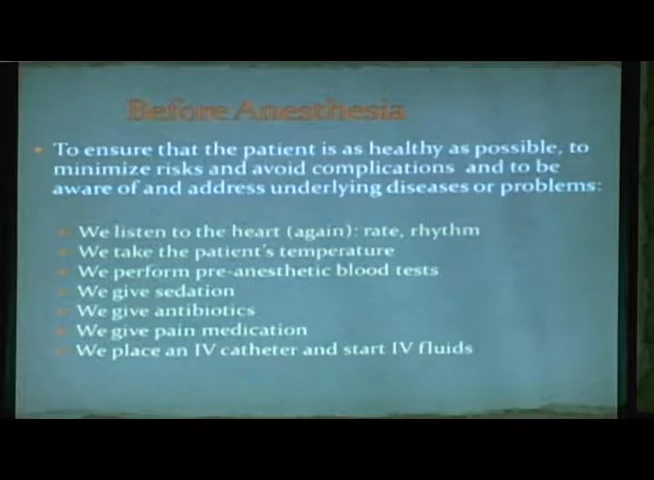 Before Anesthesia
• To ensure that the patient is as healthy as possible, to
minimize risks and avoid complications and to be
aware of and address underlying diseases or problems:
We listen to the heart (again): rate, rhythm
We take the patient's temperature
We perform pre-anesthetic blood tests
We give sedation
We give antibiotics
We give pain medication
We place an IV catheter and start IV fluids